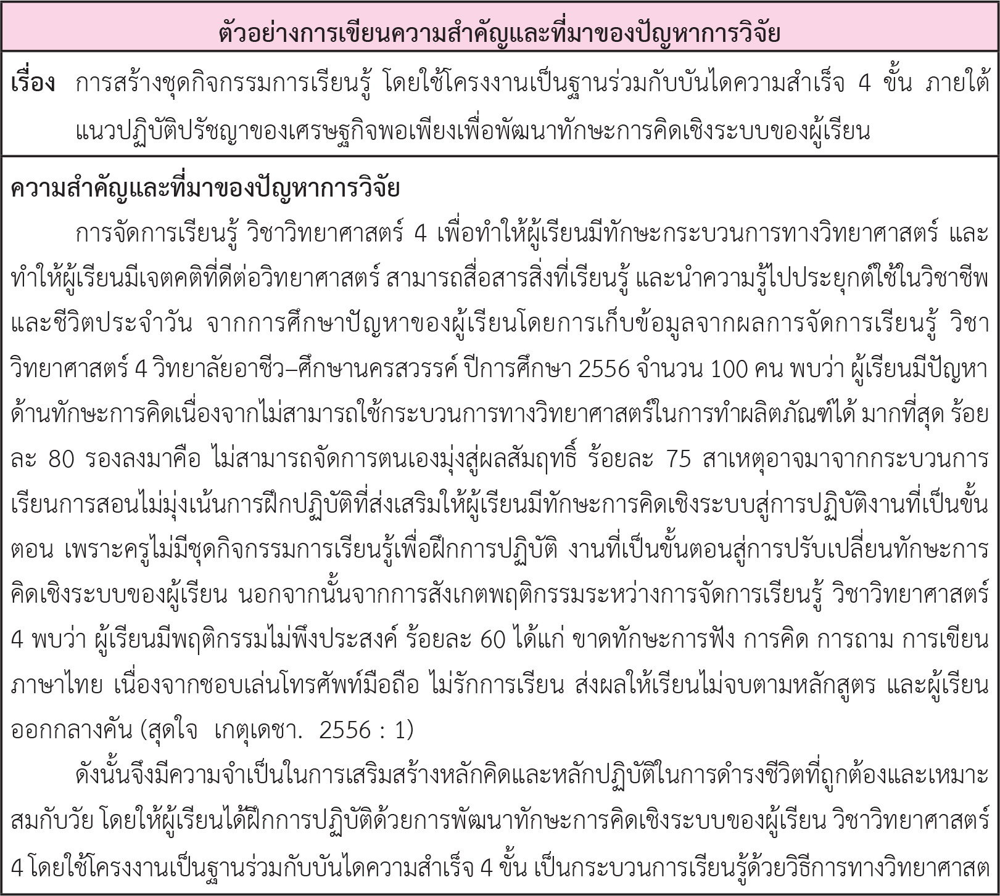 ตัวอย่างการเขียนความสำคัญและที่มาของปัญหาการวิจัย
เรื่อง การสร้างชุดกิจกรรมการเรียนรู้ โดยใช้โครงงานเป็นฐานร่วมกับบันไดความสำเร็จ 4 ขั้น ภายใต้
แนวปฏิบัติปรัชญาของเศรษฐกิจพอเพียงเพื่อพัฒนาทักษะการคิดเชิงระบบของผู้เรียน
ความสำคัญและที่มาของปัญหาการวิจัย
การจัดการเรียนรู้ วิชาวิทยาศาสตร์ 4 เพื่อทำให้ผู้เรียนมีทักษะกระบวนการทางวิทยาศาสตร์ และ
ทำให้ผู้เรียนมีเจตคติที่ดีต่อวิทยาศาสตร์ สามารถสื่อสารสิ่งที่เรียนรู้ และนำความรู้ไปประยุกต์ใช้ในวิชาชีพ
และชีวิตประจำวัน จากการศึกษาปัญหาของผู้เรียนโดยการเก็บข้อมูลจากผลการจัดการเรียนรู้ วิชา
วิทยาศาสตร์ 4 วิทยาลัยอาชีว–ศึกษานครสวรรค์ ปีการศึกษา 2556 จำนวน 100 คน พบว่า ผู้เรียนมีปัญหา
ด้านทักษะการคิดเนื่องจากไม่สามารถใช้กระบวนการทางวิทยาศาสตร์ในการทำผลิตภัณฑ์ได้ มากที่สุด ร้อย
ละ 80 รองลงมาคือ ไม่สามารถจัดการตนเองมุ่งสู่ผลสัมฤทธิ์ ร้อยละ 75 สาเหตุอาจมาจากกระบวนการ
เรียนการสอนไม่มุ่งเน้นการฝึกปฏิบัติที่ส่งเสริมให้ผู้เรียนมีทักษะการคิดเชิงระบบสู่การปฏิบัติงานที่เป็นขั้น
ตอน เพราะครูไม่มีชุดกิจกรรมการเรียนรู้เพื่อฝึกการปฏิบัติ งานที่เป็นขั้นตอนสู่การปรับเปลี่ยนทักษะการ
คิดเชิงระบบของผู้เรียน นอกจากนั้นจากการสังเกตพฤติกรรมระหว่างการจัดการเรียนรู้ วิชาวิทยาศาสตร์
4 พบว่า ผู้เรียนมีพฤติกรรมไม่พึงประสงค์ ร้อยละ 60 ได้แก่ ขาดทักษะการฟัง การคิด การถาม การเขียน
ภาษาไทย เนื่องจากชอบเล่นโทรศัพท์มือถือ ไม่รักการเรียน ส่งผลให้เรียนไม่จบตามหลักสูตร และผู้เรียน
ออกกลางคัน (สุดใจ เกตุเดชา. 2556 : 1)
ดังนั้นจึงมีความจำเป็นในการเสริมสร้างหลักคิดและหลักปฏิบัติในการดำรงชีวิตที่ถูกต้องและเหมาะ
สมกับวัย โดยให้ผู้เรียนได้ฝึกการปฏิบัติด้วยการพัฒนาทักษะการคิดเชิงระบบของผู้เรียน วิชาวิทยาศาสตร์
4 โดยใช้โครงงานเป็นฐานร่วมกับบันไดความสำเร็จ 4 ขั้น เป็นกระบวนการเรียนรู้ด้วยวิธีการทางวิทยาศาสต